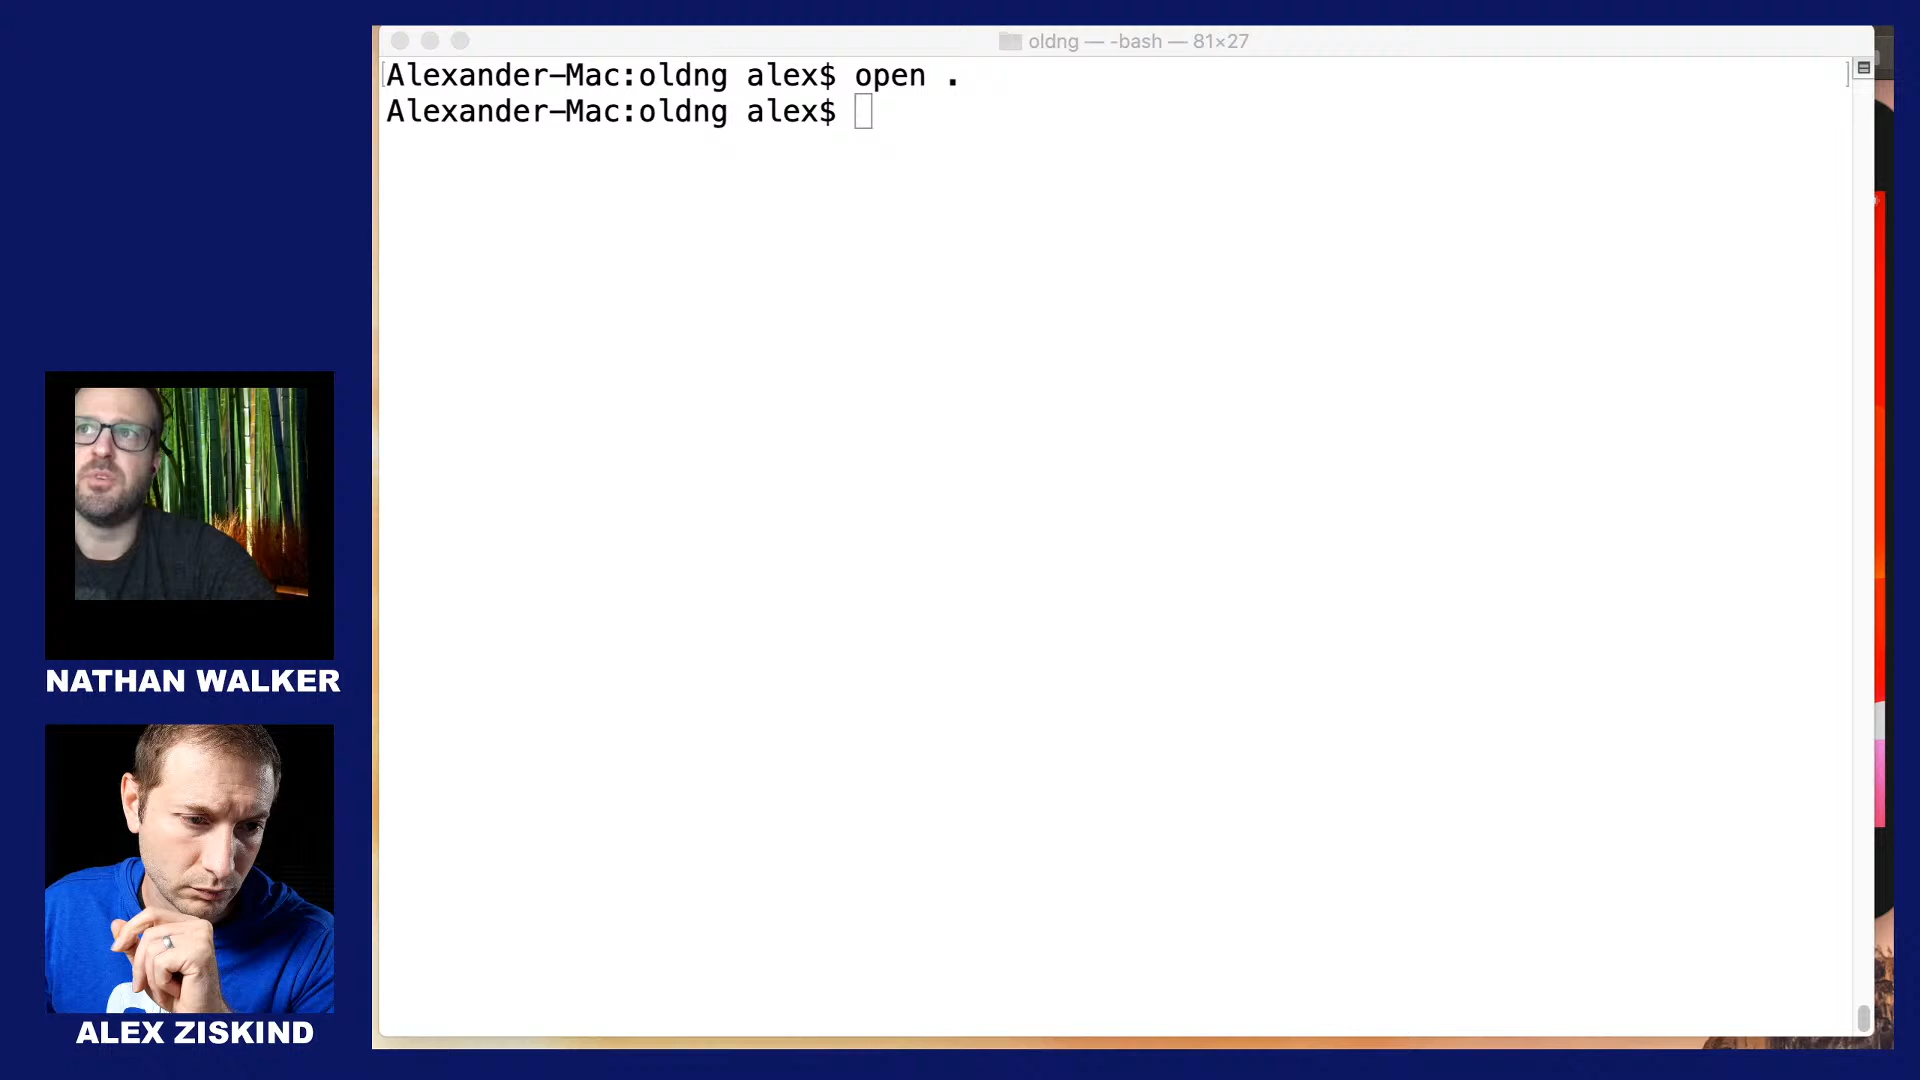 oldng — -bash — 81×27
Alexander-Mac:oldng alex$ open .
Alexander-Mac:oldng alex$
NATHAN WALKER
ALEX ZISKIND